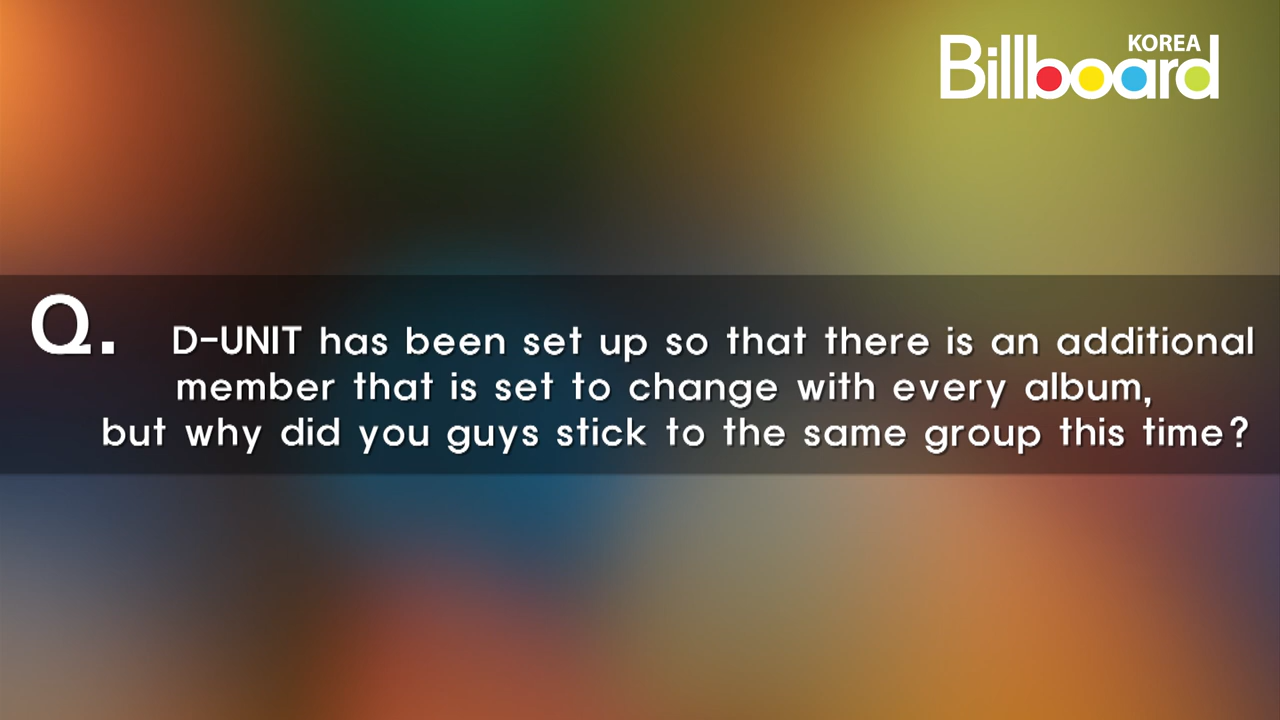 KOREA
Billboard
Q. D-UNIT has been set up so that there is an additional
member that is set to change with every album,
but why did you guys stick to the same group this time?